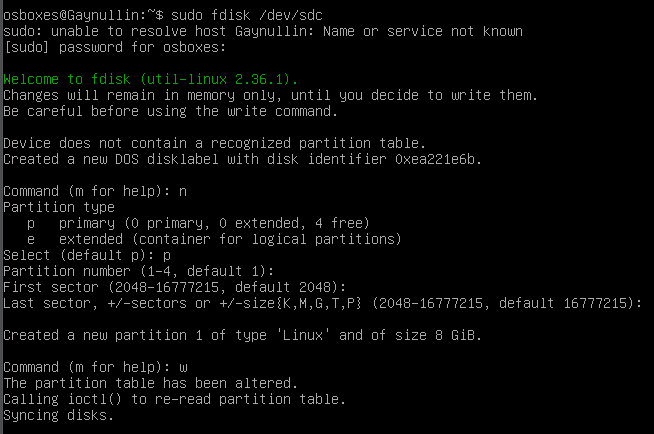 osboxes@Gaynullin:~$ sudo fdisk /dev/sdc
sudo: unable to resolve host Gaynullin: Name or service not known
[sudo] password for osboxes:
Welcome to fdisk (util-linux 2.36.1).
Changes will remain in memory only, until you decide to write them.
Be careful before using the write command.
Device does not contain a recognized partition table.
Created a new DOS disklabel with disk identifier 0xea221e6b.
Command (m for help): n
Partition type
   p   primary (0 primary, 0 extended, 4 free)
   e   extended (container for logical partitions)
Select (default p): p
Partition number (1-4, default 1):
First sector (2048-16777215, default 2048):
Last sector, +/-sectors or +/-size{K,M,G,T,P} (2048-16777215, default 16777215):
Created a new partition 1 of type 'Linux' and of size 8 GiB.
Command (m for help): w
The partition table has been altered.
Calling ioctl() to re-read partition table.
Syncing disks.